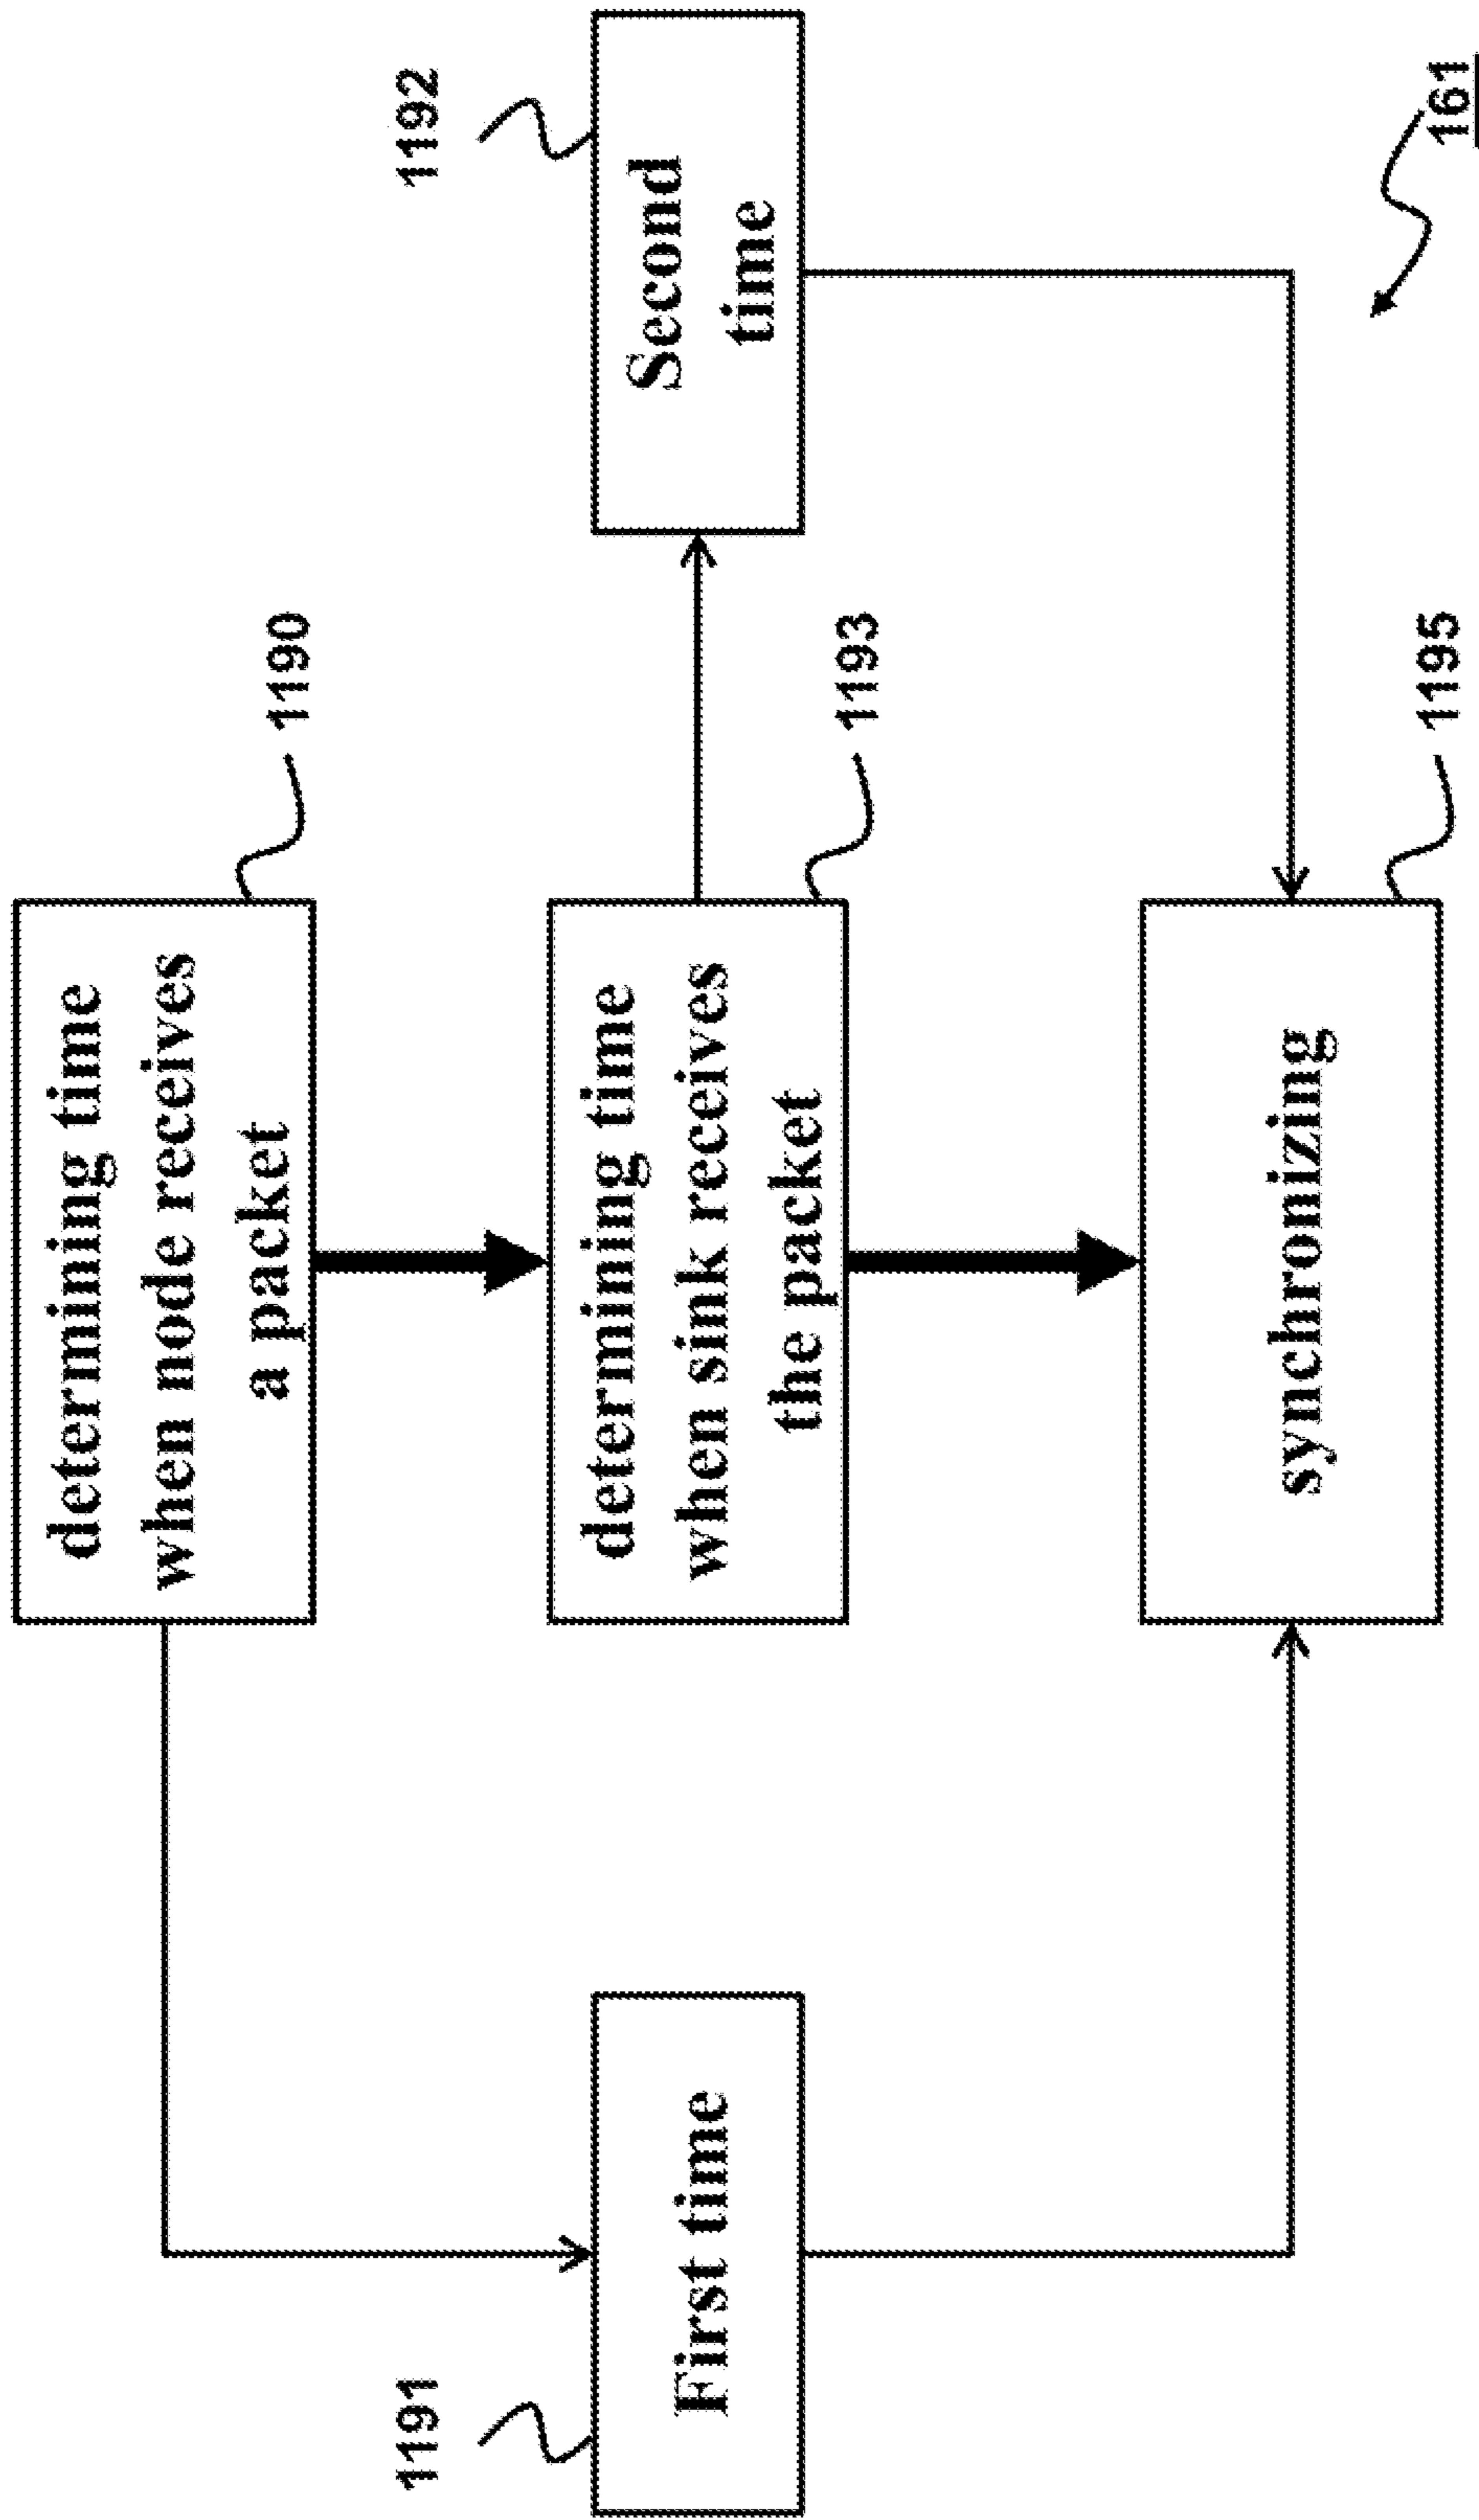 determining time
when node receives
a packet
1190
1191
First time
determining time
when sink receives
the packet
1193
1192
Second
time
synchronizing
1195
161